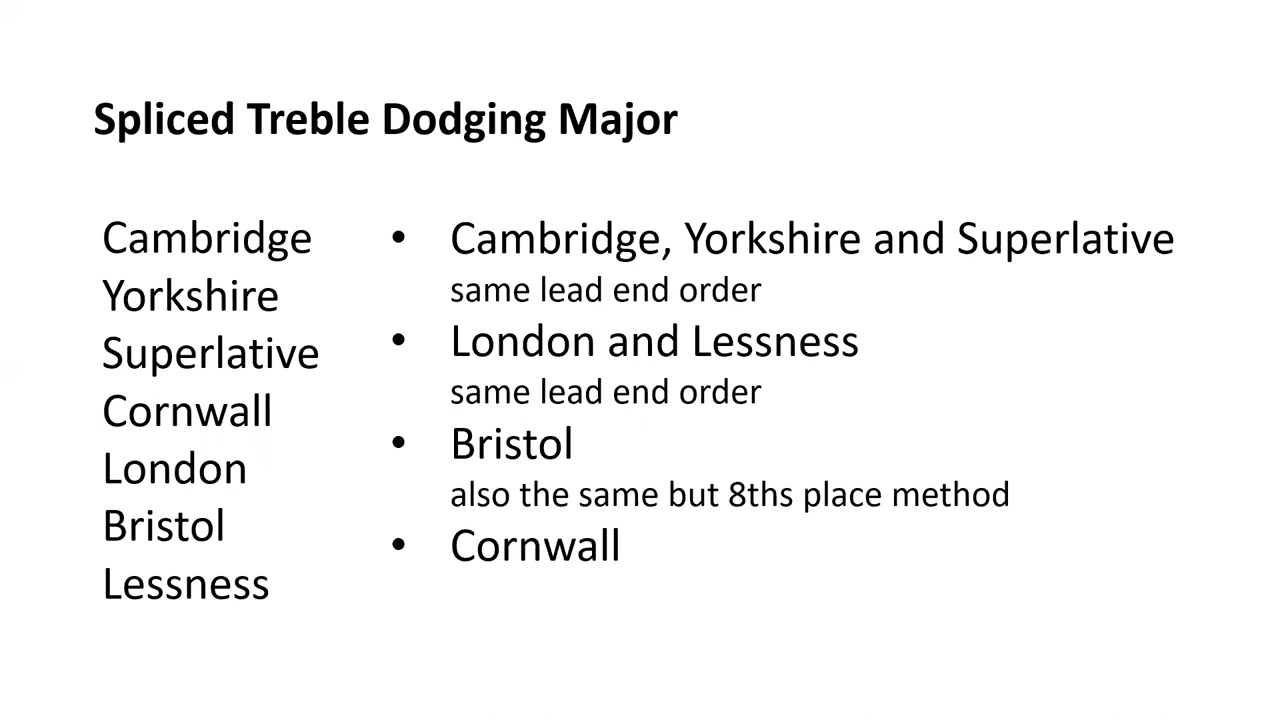 Spliced Treble Dodging Major
Cambridge
Yorkshire
Superlative
Cornwall
London
Bristol
Lessness
• Cambridge, Yorkshire and Superlative
same lead end order
• London and Lessness
same lead end order
• Bristol
also the same but 8ths place method
• Cornwall